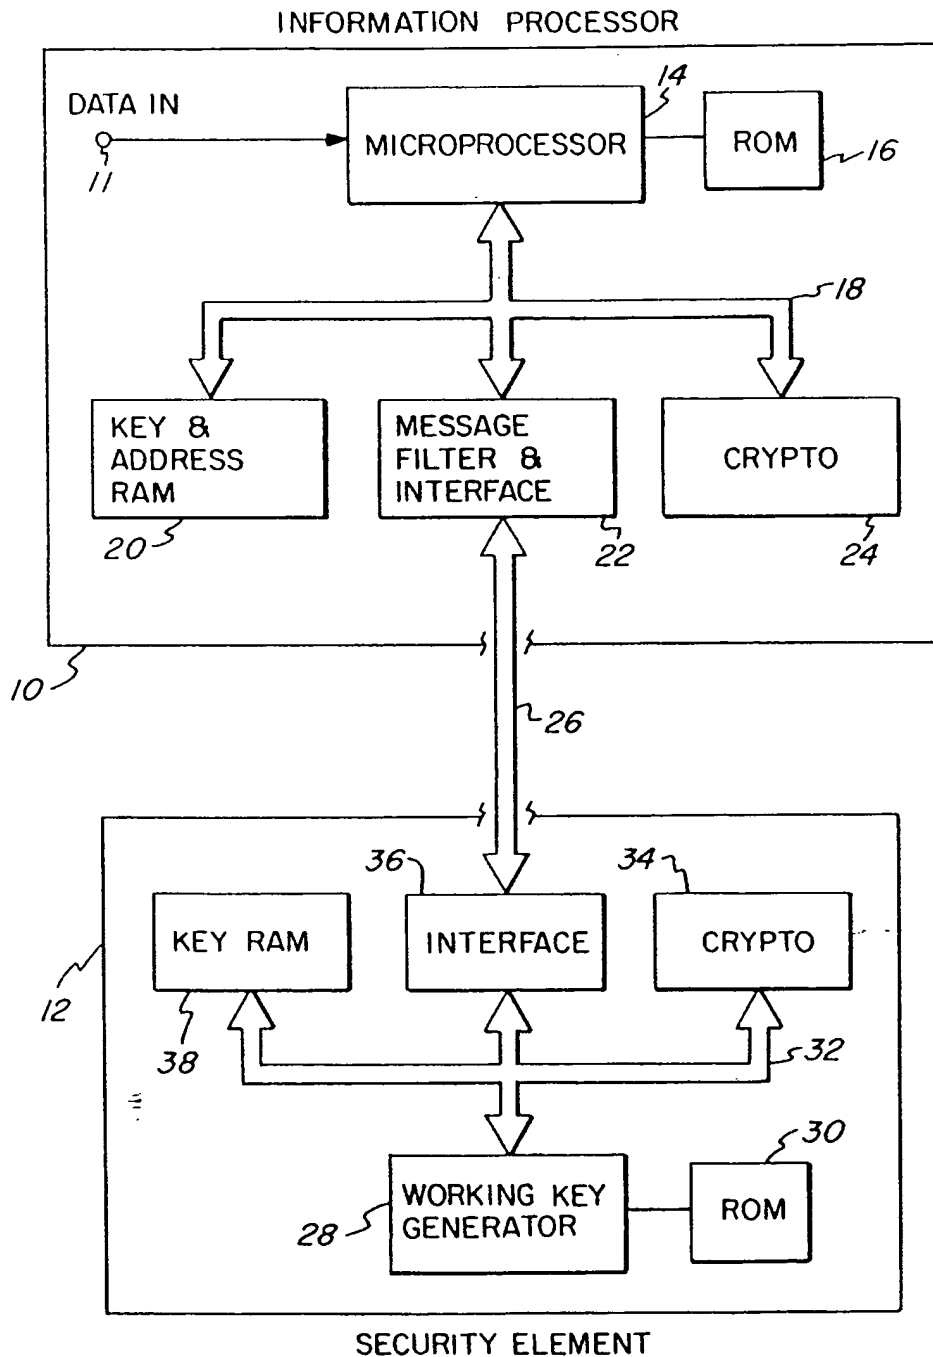 INFORMATION PROCESSOR
DATA IN
11
MICROPROCESSOR
14
ROM
16
18
KEY &
ADDRESS
RAM
20
MESSAGE
FILTER &
INTERFACE
22
CRYPTO
24
10
26
12
KEY RAM
38
36
INTERFACE
34
CRYPTO
32
WORKING KEY
GENERATOR
28
30
ROM
SECURITY ELEMENT